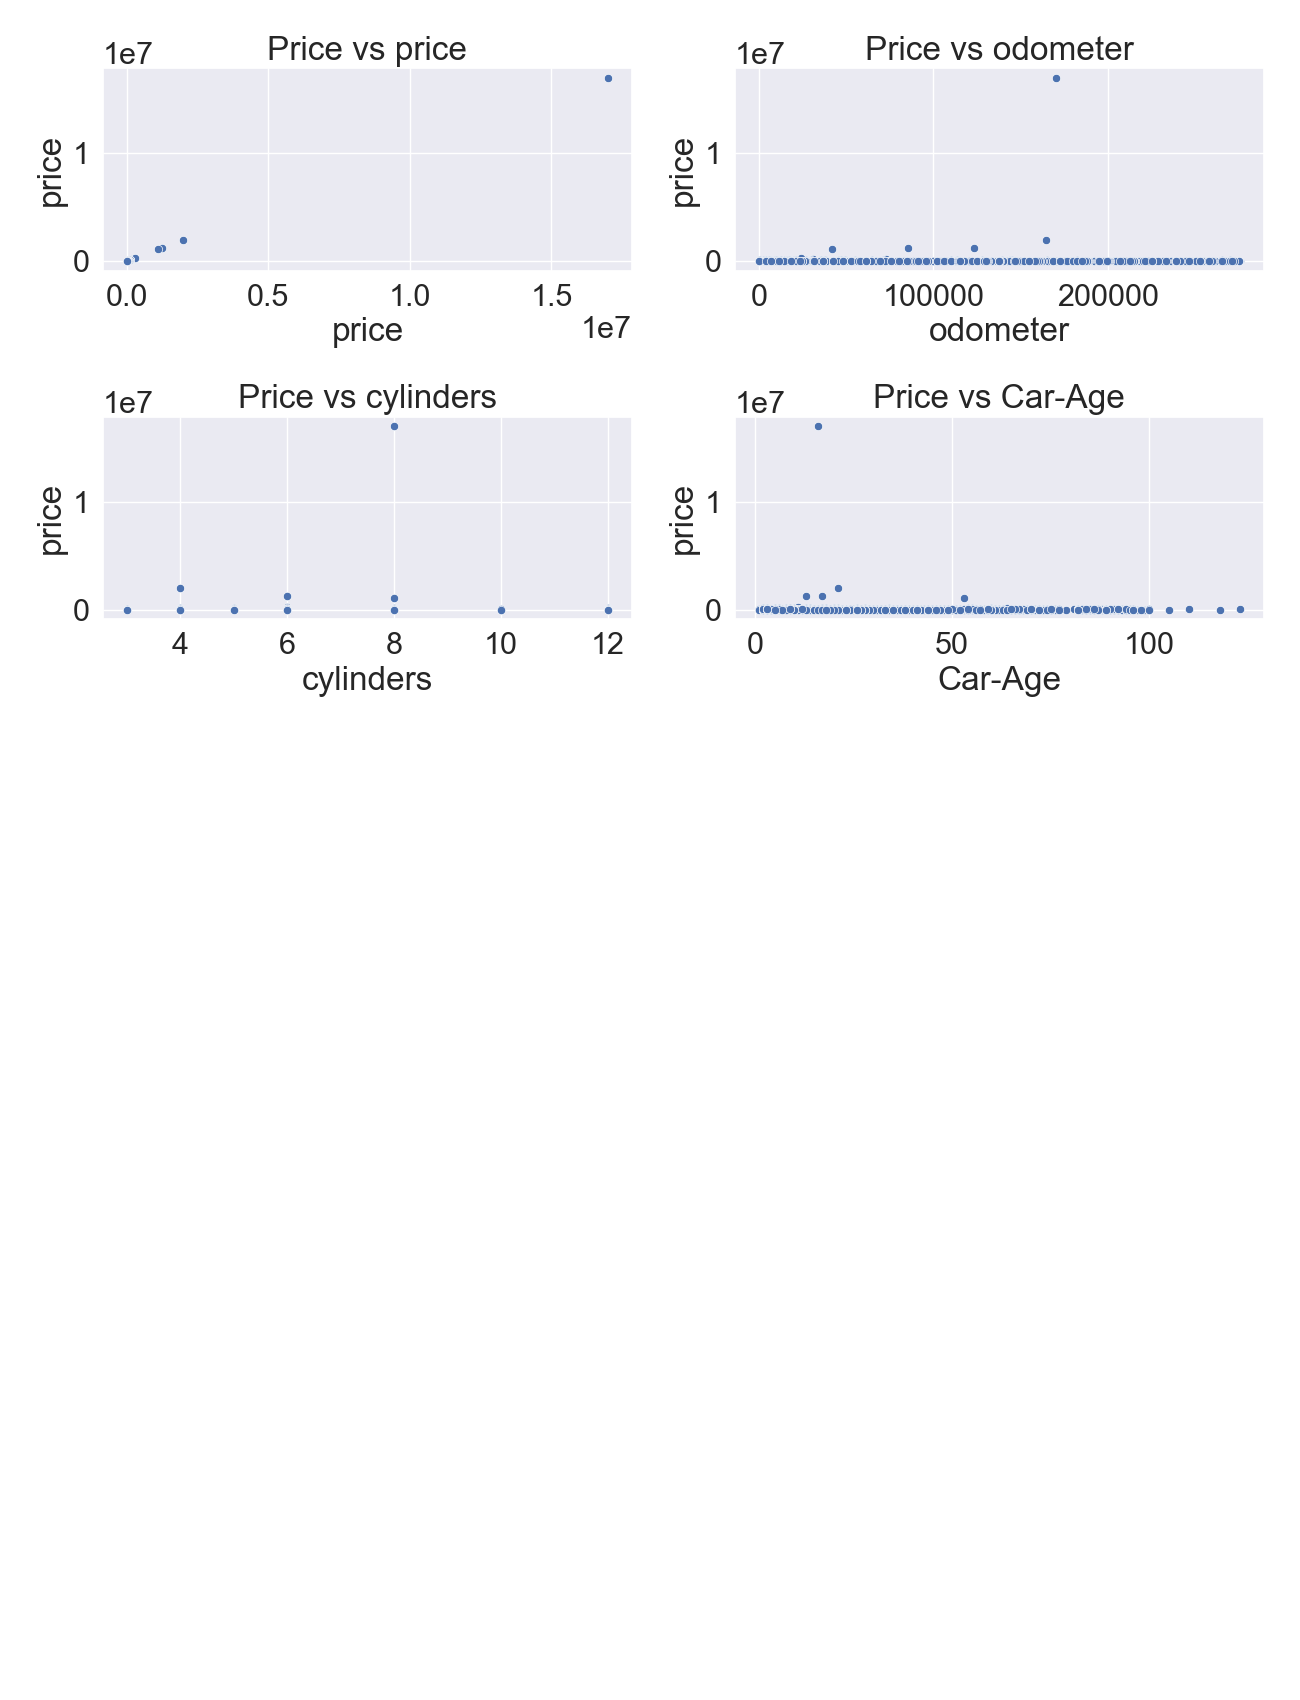 Price vs price
1e7
price
1
0
0.0 0.5 1.0 1.5
1e7
price
Price vs odometer
1e7
price
1
0
0 100000 200000
odometer
Price vs cylinders
1e7
price
1
0
4 6 8 10 12
cylinders
Price vs Car-Age
1e7
price
1
0
0 50 100
Car-Age